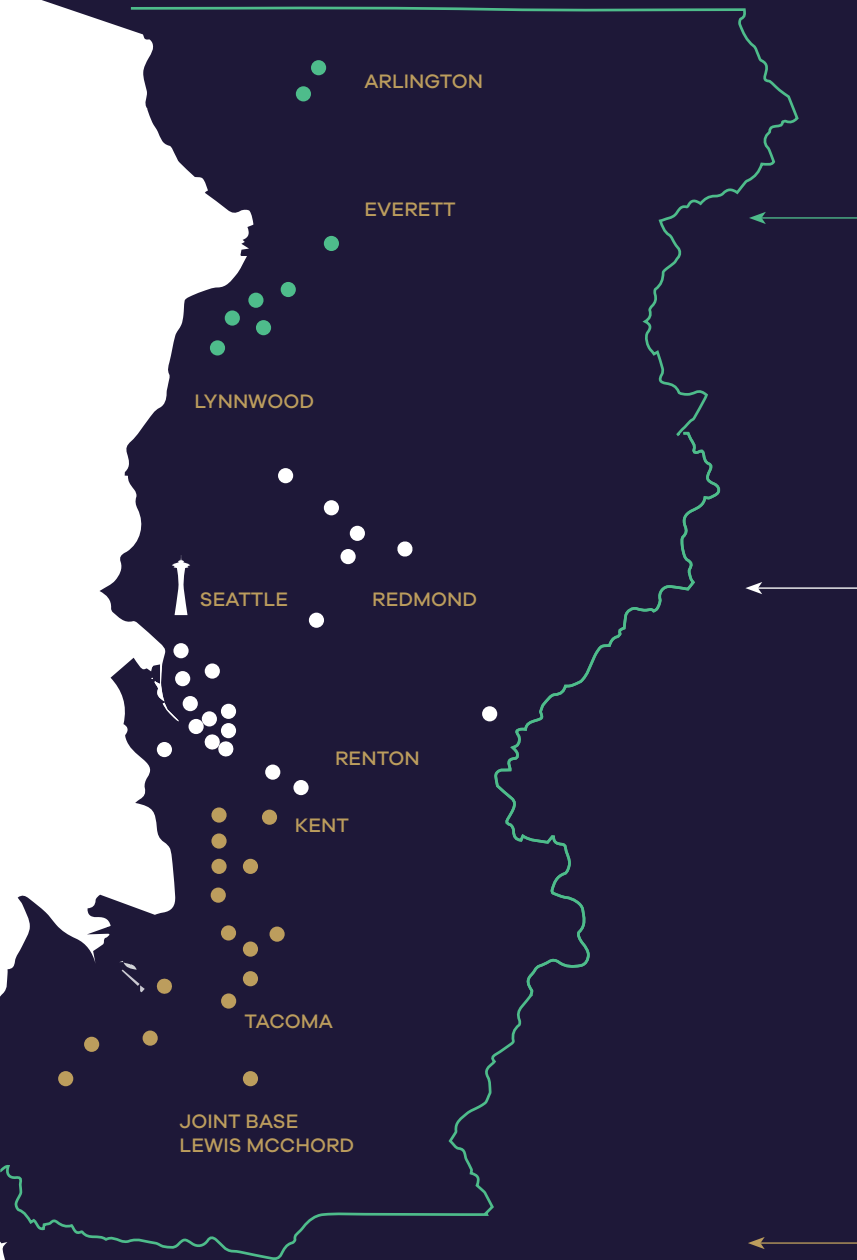 ARLINGTON
EVERETT
LYNNWOOD
SEATTLE
REDMOND
RENTON
KENT
TACOMA
JOINT BASE
LEWIS MCCHORD